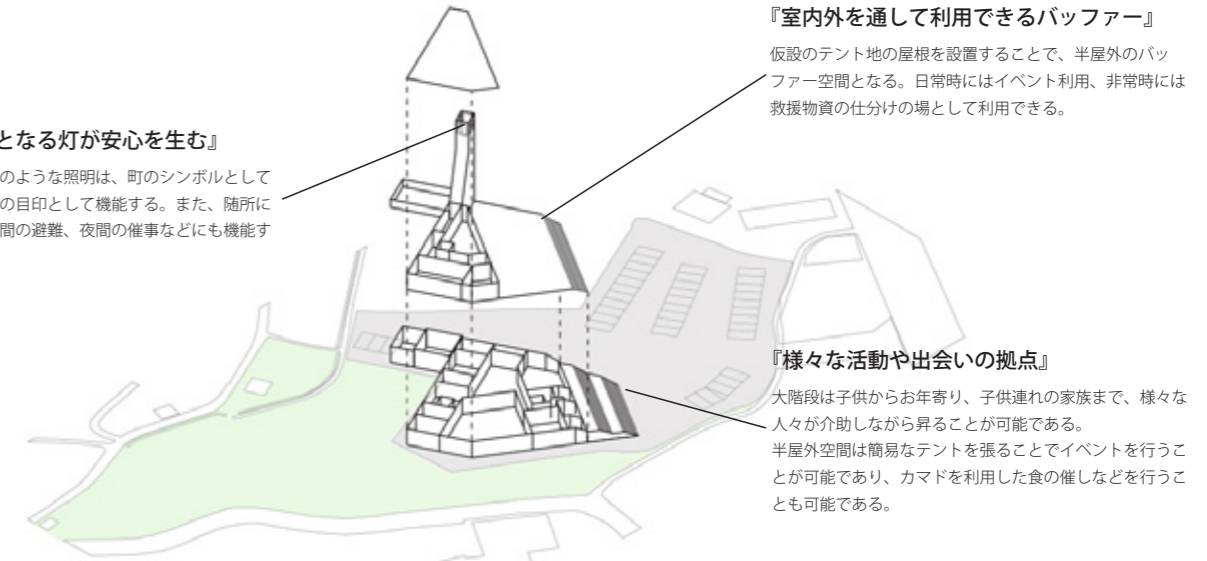 『室内外を通して利用できるバッファー』
仮設のテント地の屋根を設置することで、半屋外のバッ
ファー空間となる。日常時にはイベント利用、非常時には
救援物資の仕分けの場として利用できる。
となる灯が安心を生む』
のような照明は、町のシンボルとして
の目印として機能する。また、随所に
間の避難、夜間の催事などにも機能す
『様々な活動や出会いの拠点』
大階段は子供からお年寄り、子供連れの家族まで、様々な
人々が介助しながら昇ることが可能である。
半屋外空間は簡易なテントを張ることでイベントを行うこ
とが可能であり、カマドを利用した食の催しなどを行うこ
とも可能である。